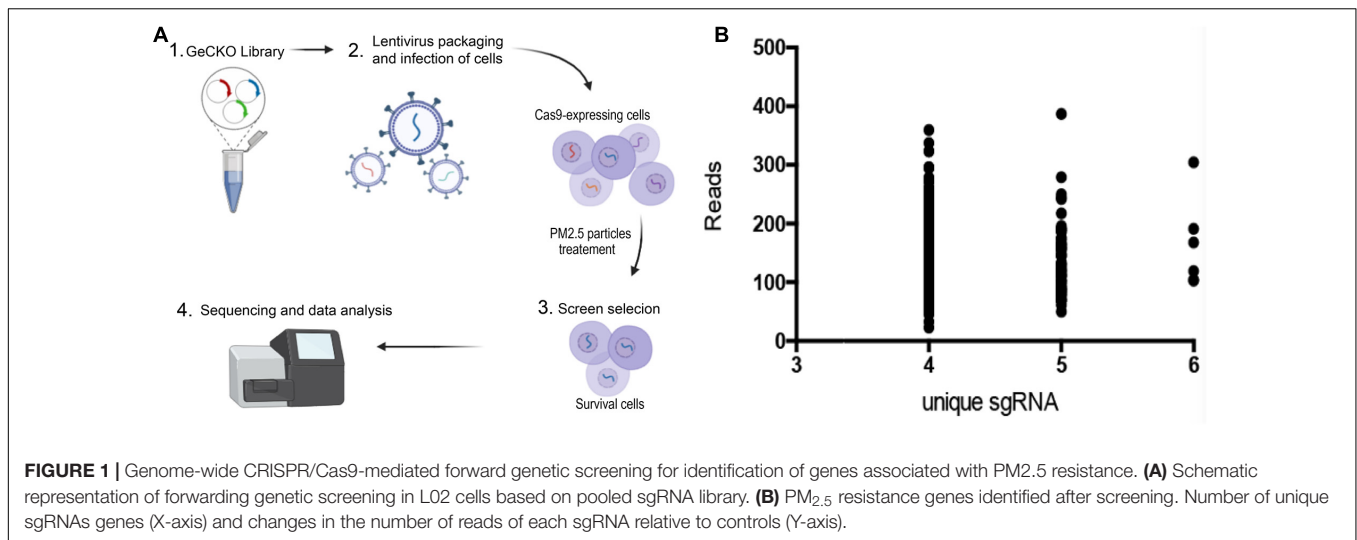 A
1. GeCKO Library
2. Lentivirus packaging
and infection of cells
Cas9-expressing cells
PM2.5 particles
treatement
3. Screen selecion
Survival cells
4. Sequencing and data analysis
B
500
400
300
200
100
0
Reads
3 4 5 6
unique sgRNA
FIGURE 1 | Genome-wide CRISPR/Cas9-mediated forward genetic screening for identification of genes associated with PM2.5 resistance. (A) Schematic
representation of forwarding genetic screening in L02 cells based on pooled sgRNA library. (B) PM2.5 resistance genes identified after screening. Number of unique
sgRNAs genes (X-axis) and changes in the number of reads of each sgRNA relative to controls (Y-axis).